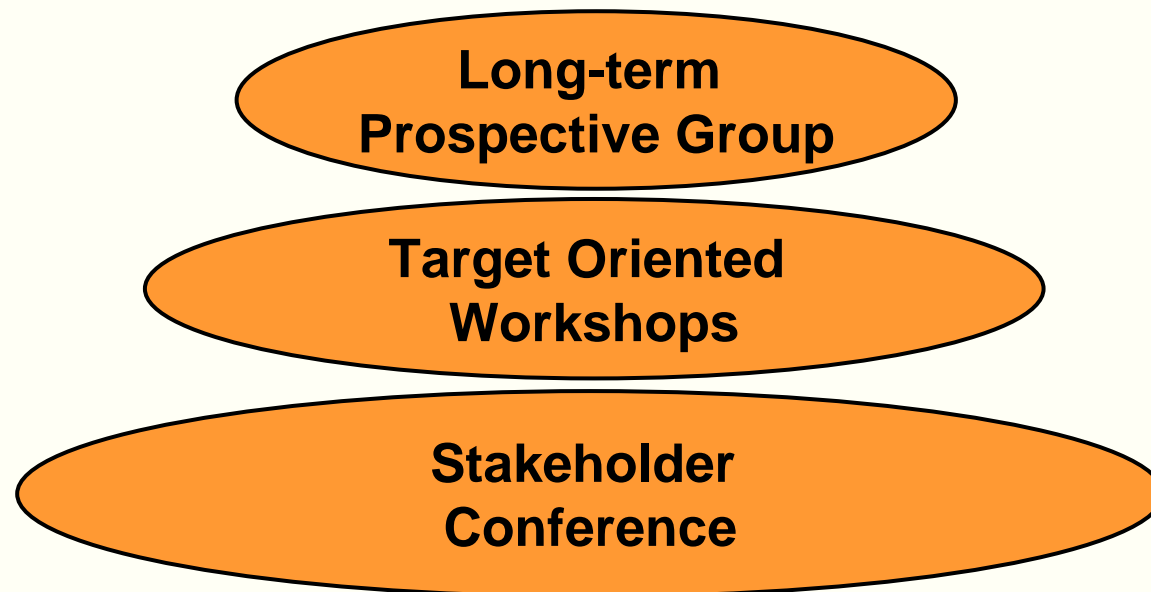 Long-term
Prospective Group
Target Oriented
Workshops
Stakeholder
Conference